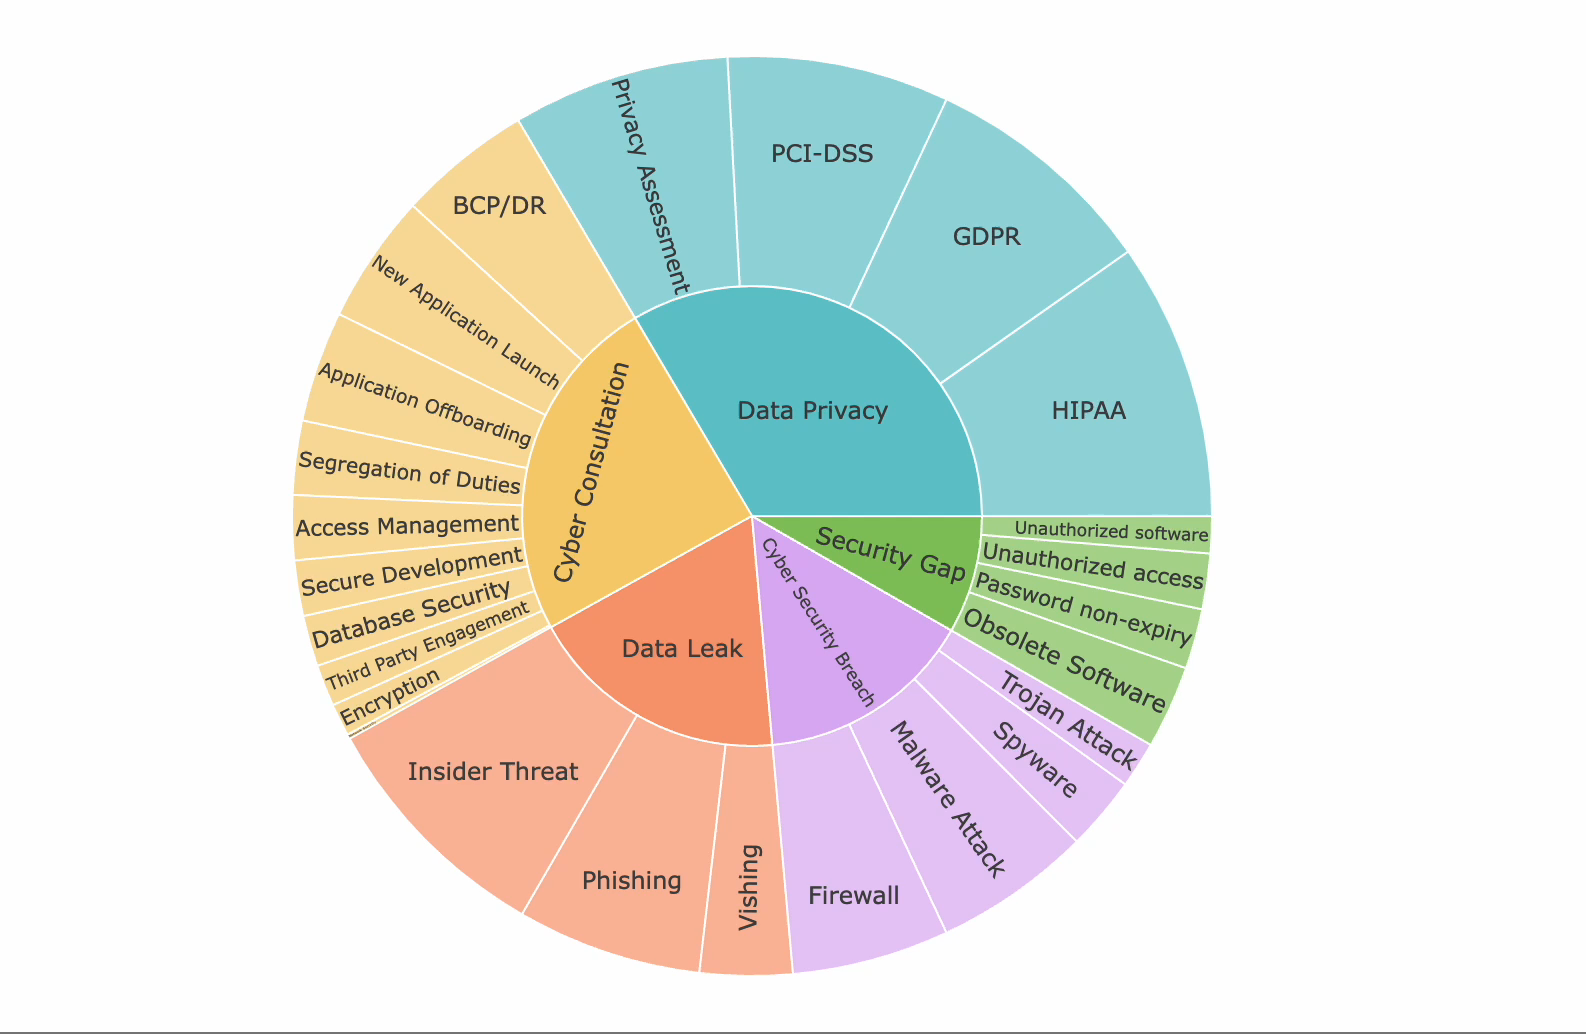 Privacy Assessment
PCI-DSS
GDPR
HIPAA
BCP/DR
New Application Launch
Application Offboarding
Segregation of Duties
Access Management
Secure Development
Database Security
Third Party Engagement
Encryption
Cyber Consultation
Data Privacy
Security Gap
Cyber Security Breach
Data Leak
Unauthorized software
Unauthorized access
Password non-expiry
Obsolete Software
Trojan Attack
Spyware
Malware Attack
Firewall
Vishing
Phishing
Insider Threat